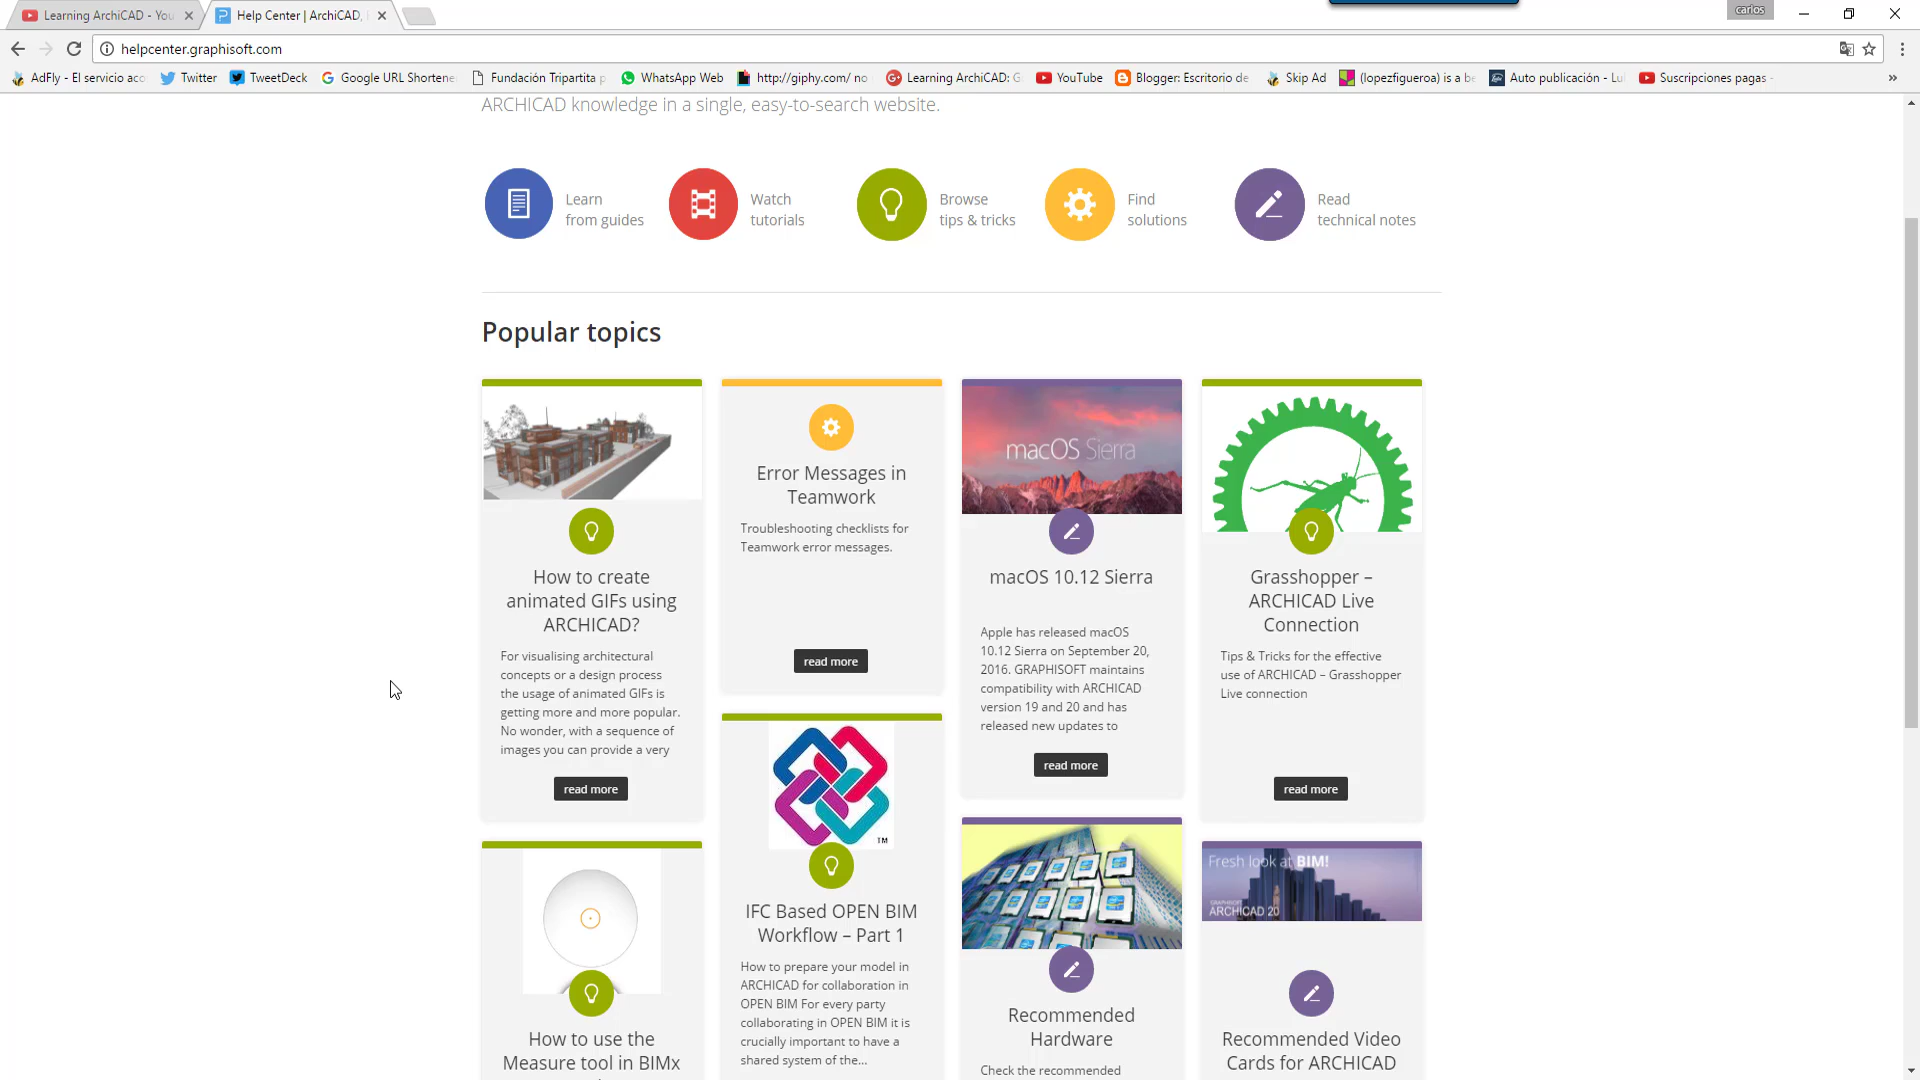 Learning ArchiCAD - You
Help Center | ArchiCAD,
carlos
helpcenter.graphisoft.com
AdFly - El servicio aco
Twitter
TweetDeck
Google URL Shortene
Fundación Tripartita p
WhatsApp Web
http://giphy.com/ no
Learning ArchiCAD: G
YouTube
Blogger: Escritorio de
Skip Ad
(lopezfigueroa) is a be
Auto publicación - Lu
Suscripciones pagas -
ARCHICAD knowledge in a single, easy-to-search website.
Learn
from guides
Watch
tutorials
Browse
tips & tricks
Find
solutions
Read
technical notes
Popular topics
How to create
animated GIFs using
ARCHICAD?
For visualising architectural
concepts or a design process
the usage of animated GIFs is
getting more and more popular.
No wonder, with a sequence of
images you can provide a very
read more
Error Messages in
Teamwork
Troubleshooting checklists for
Teamwork error messages.
read more
macOS Sierra
macOS 10.12 Sierra
Apple has released macOS
10.12 Sierra on September 20,
2016. GRAPHISOFT maintains
compatibility with ARCHICAD
version 19 and 20 and has
released new updates to
read more
Grasshopper –
ARCHICAD Live
Connection
Tips & Tricks for the effective
use of ARCHICAD – Grasshopper
Live connection
read more
How to use the
Measure tool in BIMx
TM
IFC Based OPEN BIM
Workflow – Part 1
How to prepare your model in
ARCHICAD for collaboration in
OPEN BIM For every party
collaborating in OPEN BIM it is
crucially important to have a
shared system of the...
Recommended
Hardware
Check the recommended
Fresh look at BIM!
GRAPHISOFT
ARCHICAD 20
Recommended Video
Cards for ARCHICAD